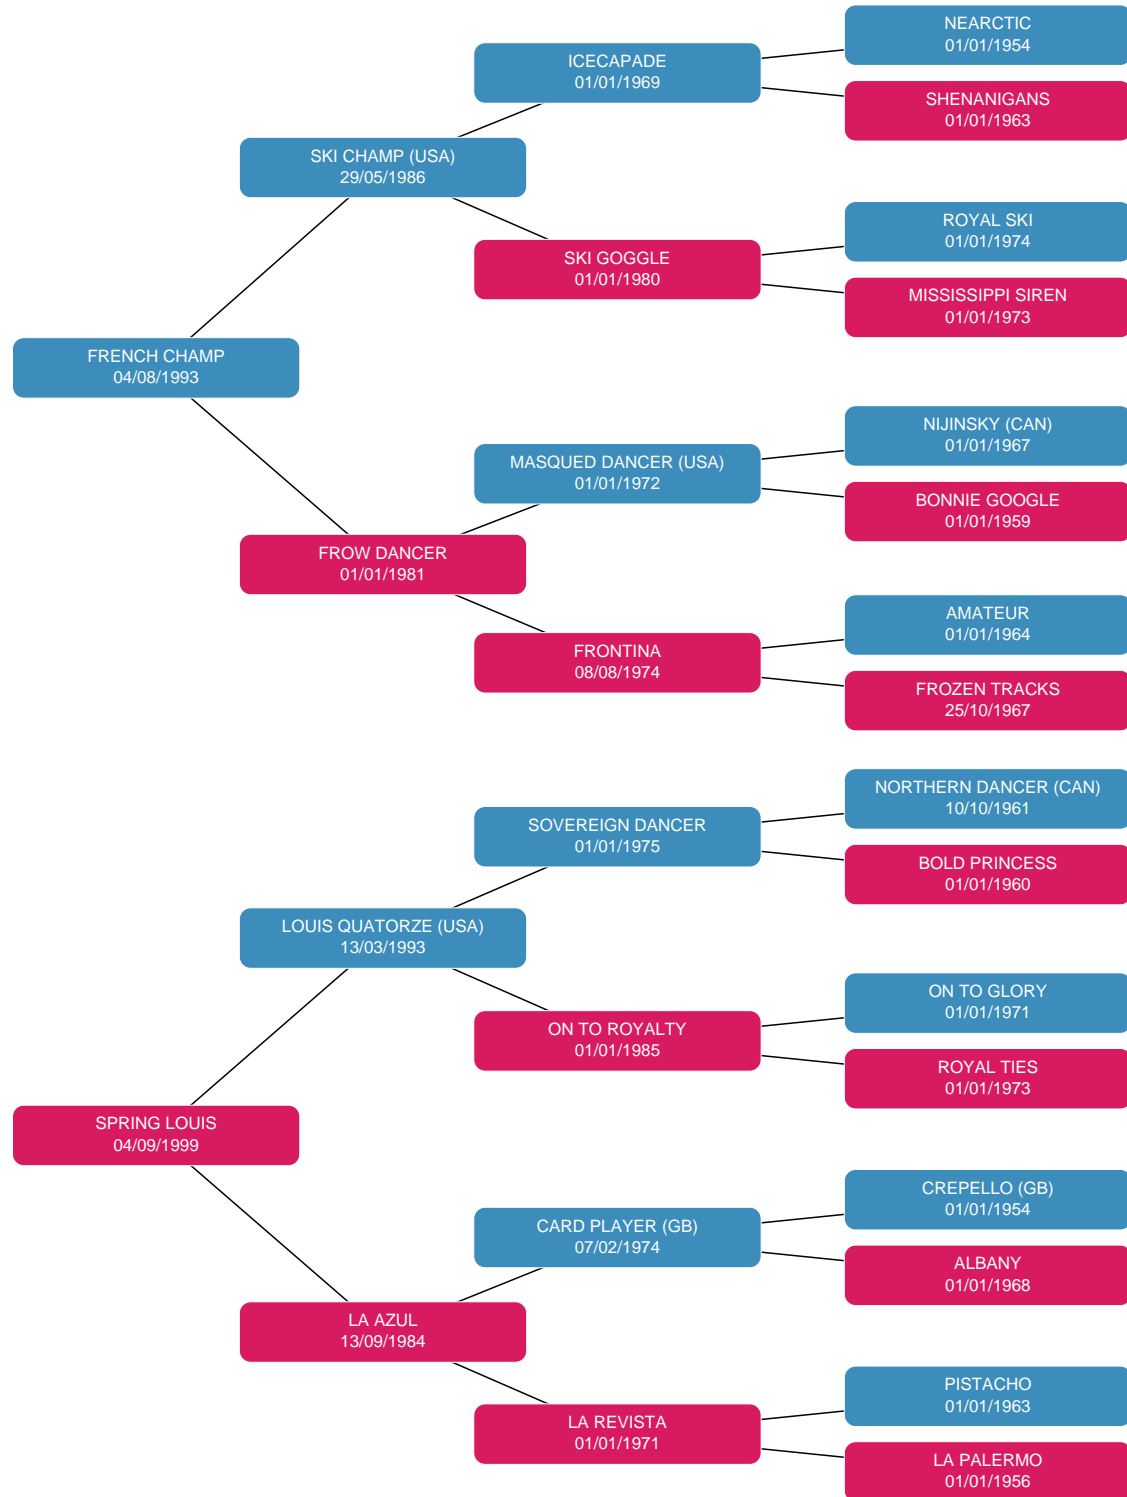 NEARCTIC
01/01/1954
ICECAPADE
01/01/1969
SHENANIGANS
01/01/1963
SKI CHAMP (USA)
29/05/1986
ROYAL SKI
01/01/1974
SKI GOGGLE
01/01/1980
MISSISSIPPI SIREN
01/01/1973
FRENCH CHAMP
04/08/1993
NIJINSKY (CAN)
01/01/1967
MASQUED DANCER (USA)
01/01/1972
BONNIE GOOGLE
01/01/1959
FROW DANCER
01/01/1981
AMATEUR
01/01/1964
FRONTINA
08/08/1974
FROZEN TRACKS
25/10/1967
NORTHERN DANCER (CAN)
10/10/1961
SOVEREIGN DANCER
01/01/1975
BOLD PRINCESS
01/01/1960
LOUIS QUATORZE (USA)
13/03/1993
ON TO GLORY
01/01/1971
ON TO ROYALTY
01/01/1985
ROYAL TIES
01/01/1973
SPRING LOUIS
04/09/1999
CREPELLO (GB)
01/01/1954
CARD PLAYER (GB)
07/02/1974
ALBANY
01/01/1968
LA AZUL
13/09/1984
PISTACHO
01/01/1963
LA REVISTA
01/01/1971
LA PALERMO
01/01/1956